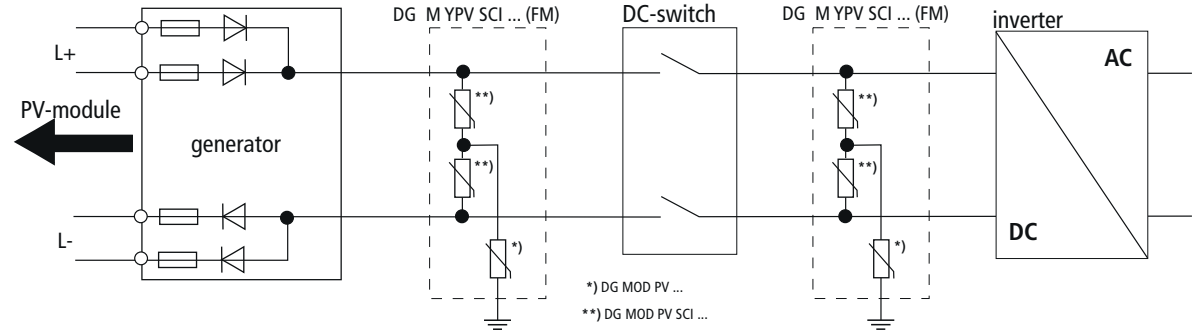 DG M YPV SCI ... (FM)
DC-switch
DG M YPV SCI ... (FM)
inverter
L+
AC
PV-module
generator
**)
**)
**)
**)
L-
DC
*)
*)
*) DG MOD PV ...
**) DG MOD PV SCI ...